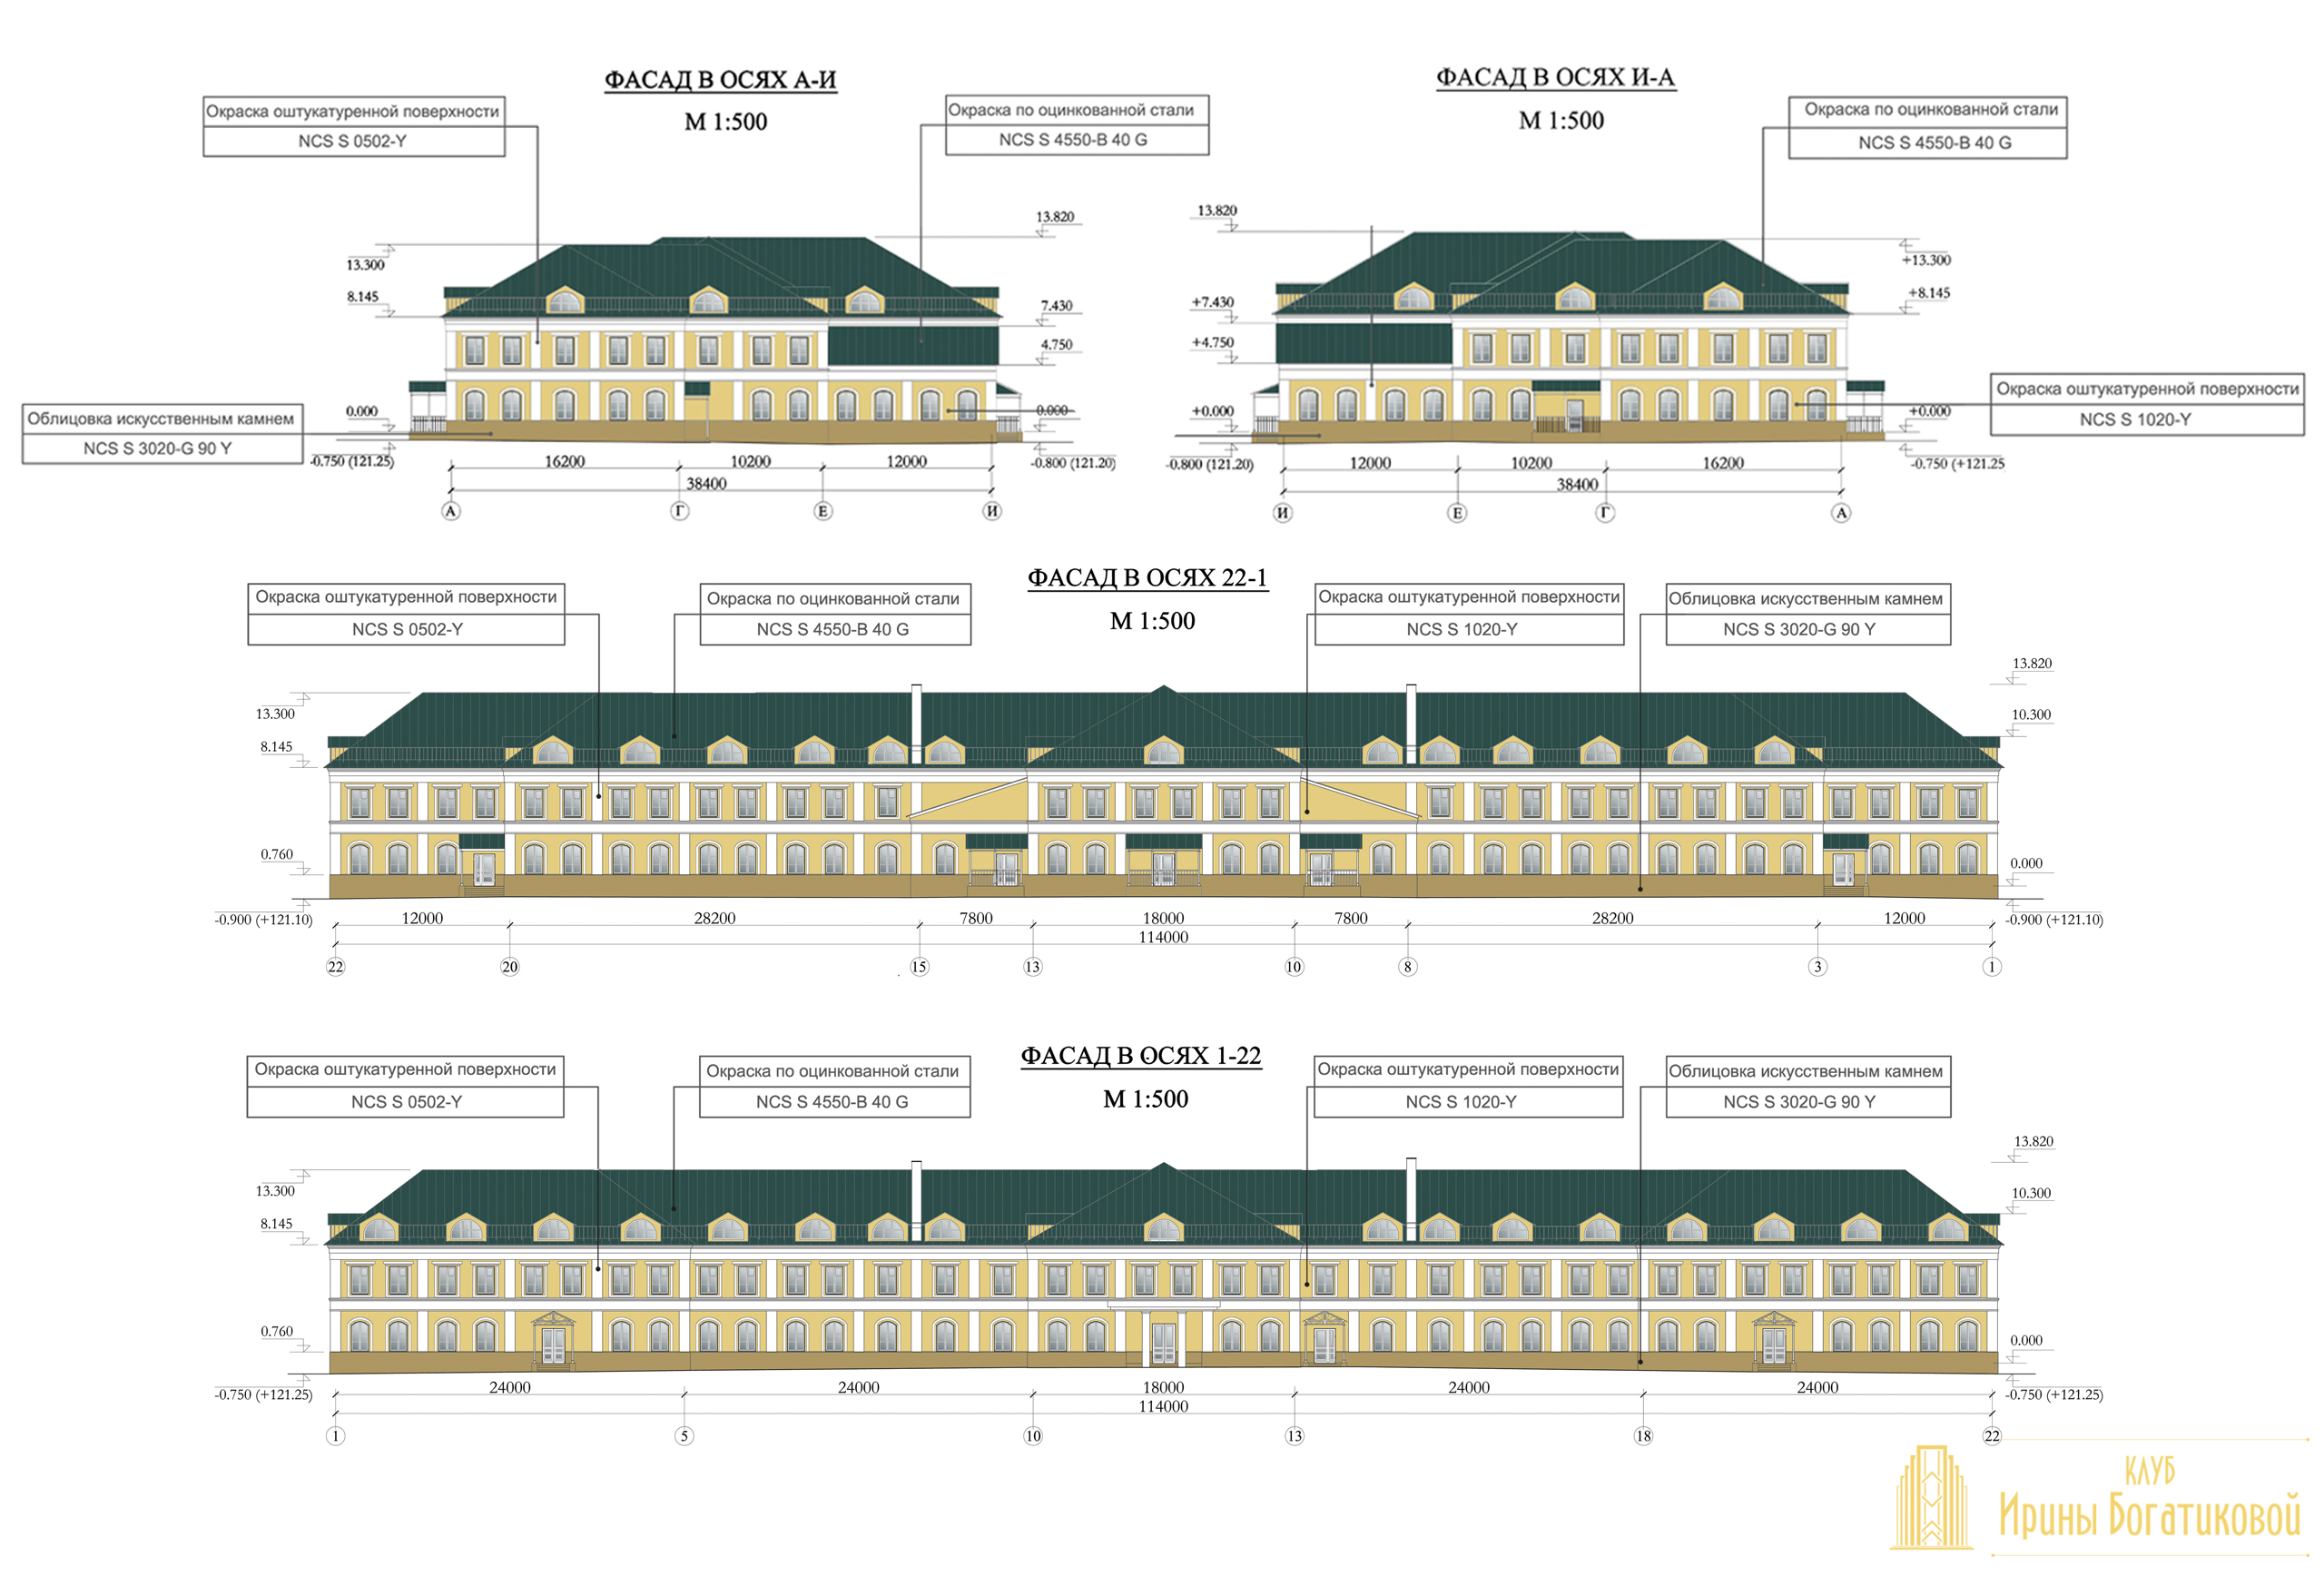 ФАСАД В ОСЯХ А-И
М 1:500
Окраска оштукатуренной поверхности
NCS S 0502-Y
Окраска по оцинкованной стали
NCS S 4550-B 40 G
13.820
13.300
8.145
7.430
4.750
0.000
0.000
Облицовка искусственным камнем
NCS S 3020-G 90 Y
-0.750 (121.25)
-0.800 (121.20)
16200
10200
12000
38400
А
Г
Е
И
ФАСАД В ОСЯХ И-А
М 1:500
Окраска по оцинкованной стали
NCS S 4550-B 40 G
13.820
+13.300
+7.430
+8.145
+4.750
Окраска оштукатуренной поверхности
NCS S 1020-Y
+0.000
+0.000
-0.800 (121.20)
-0.750 (+121.25
12000
10200
16200
38400
И
Е
Г
А
ФАСАД В ОСЯХ 22-1
М 1:500
Окраска оштукатуренной поверхности
NCS S 0502-Y
Окраска по оцинкованной стали
NCS S 4550-B 40 G
Окраска оштукатуренной поверхности
NCS S 1020-Y
Облицовка искусственным камнем
NCS S 3020-G 90 Y
13.820
13.300
10.300
8.145
0.760
0.000
-0.900 (+121.10)
-0.900 (+121.10)
12000
28200
7800
18000
7800
28200
12000
114000
22
20
15
13
10
8
3
1
ФАСАД В ОСЯХ 1-22
М 1:500
Окраска оштукатуренной поверхности
NCS S 0502-Y
Окраска по оцинкованной стали
NCS S 4550-B 40 G
Окраска оштукатуренной поверхности
NCS S 1020-Y
Облицовка искусственным камнем
NCS S 3020-G 90 Y
13.820
13.300
10.300
8.145
0.760
0.000
-0.750 (+121.25)
-0.750 (+121.25)
24000
24000
18000
24000
24000
114000
1
5
10
13
18
22
КЛУБ
Ирины Богатиковой